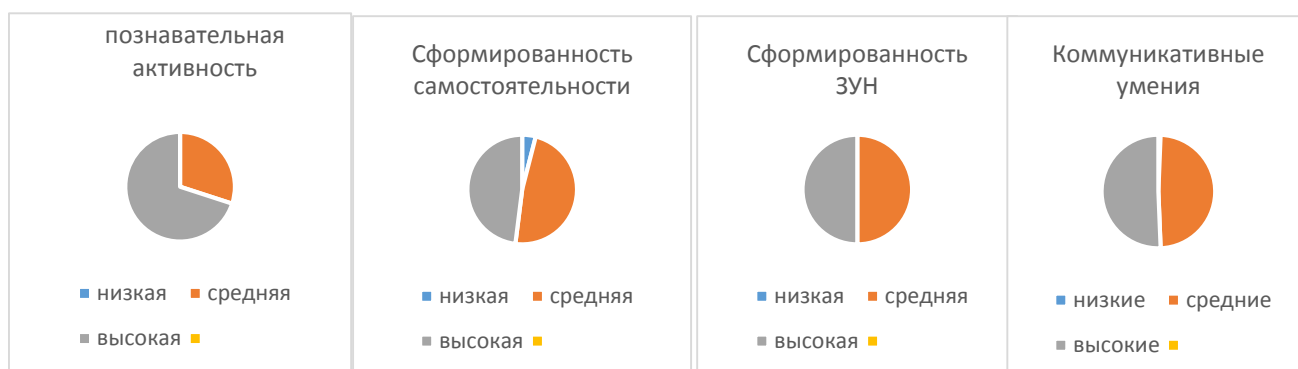 познавательная
активность
низкая средняя
высокая
Сформированность
самостоятельности
низкая средняя
высокая
Сформированность
ЗУН
низкая средняя
высокая
Коммуникативные
умения
низкие средние
высокие